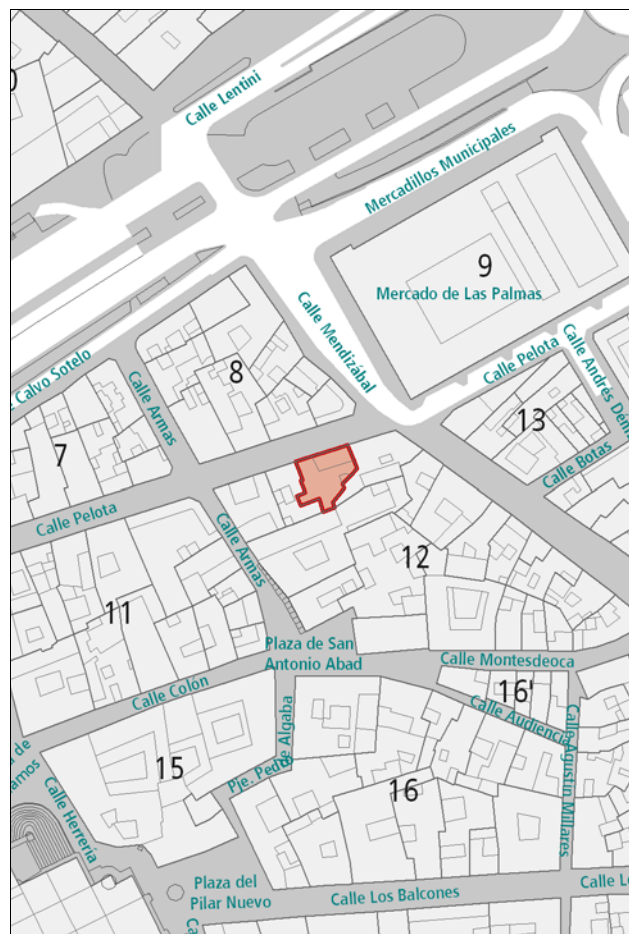 Calle Lentini
Mercadillos Municipales
9
Mercado de Las Palmas
Calle Mendizábal
Calvo Sotelo
8
Calle Armas
Calle Pelota
Calle Andrés
7
13
Calle Botas
Calle Pelota
Calle Armas
12
11
Plaza de San
Antonio Abad
Calle Montesdeoca
Calle Colón
16'
Calle Audiencia
de Algaba
Calle Agustín Millares
15
Pje. Pedro
16
Calle Herrería
Plaza del
Pilar Nuevo
Calle Los Balcones